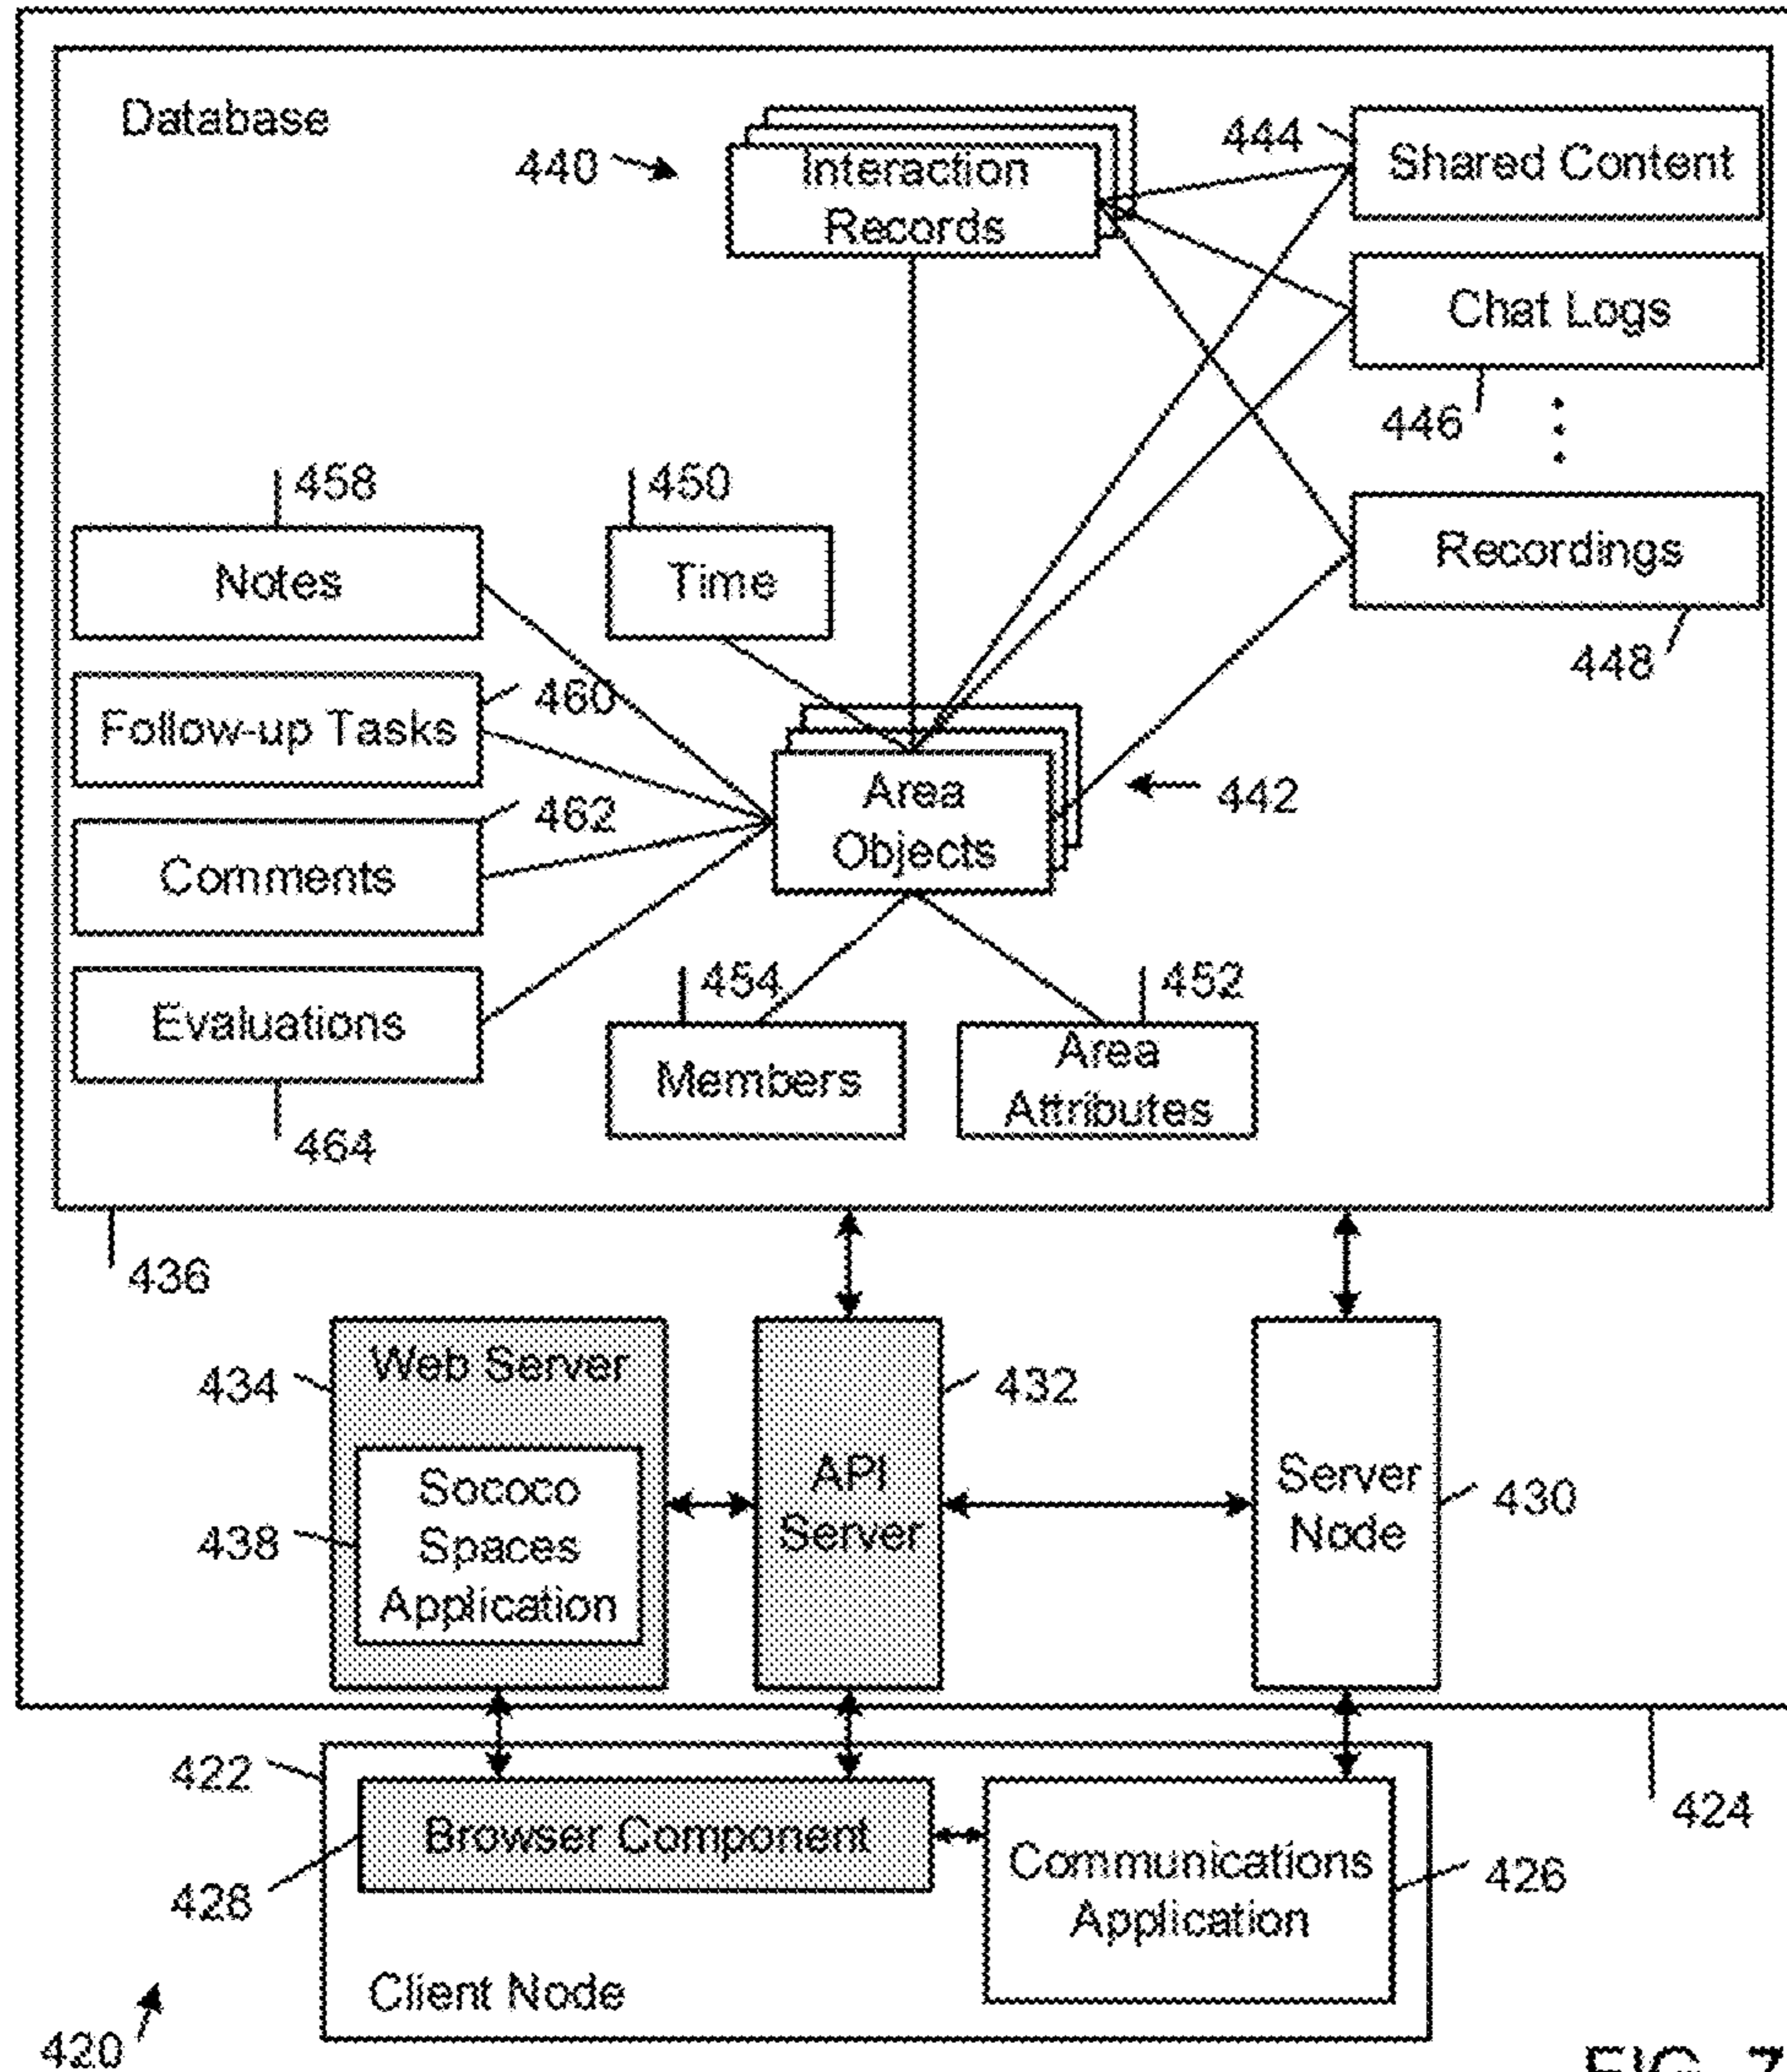 Database
440
Interaction
Records
444
Shared Content
Chat Logs
446
458
450
Notes
Time
Recordings
448
460
Follow-up Tasks
442
Area
Objects
462
Comments
454
452
Evaluations
Members
Area
Attributes
464
436
434
Web Server
432
438
Sococo
Spaces
Application
API
Server
Server
Node
430
422
424
Browser Component
428
Communications
Application
426
Client Node
420
FIG. 7